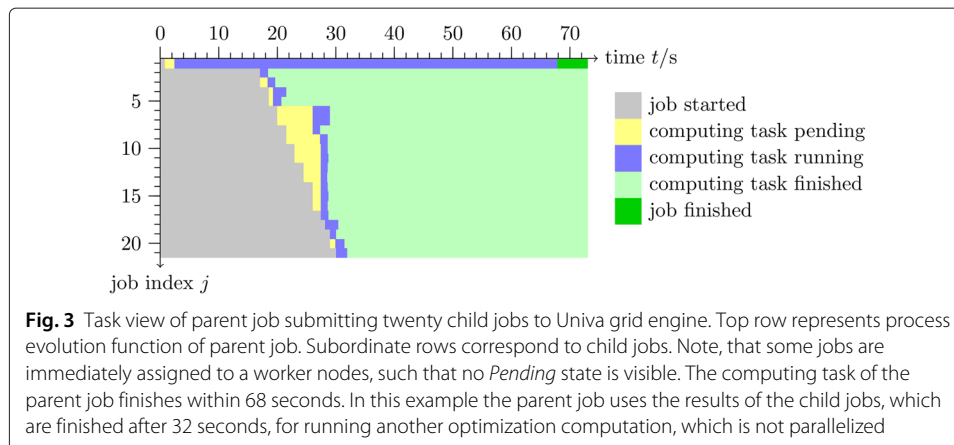 0 10 20 30 40 50 60 70
time t/s
5
10
15
20
job index j
job started
computing task pending
computing task running
computing task finished
job finished
Fig. 3 Task view of parent job submitting twenty child jobs to Univa grid engine. Top row represents process
evolution function of parent job. Subordinate rows correspond to child jobs. Note, that some jobs are
immediately assigned to a worker nodes, such that no Pending state is visible. The computing task of the
parent job finishes within 68 seconds. In this example the parent job uses the results of the child jobs, which
are finished after 32 seconds, for running another optimization computation, which is not parallelized